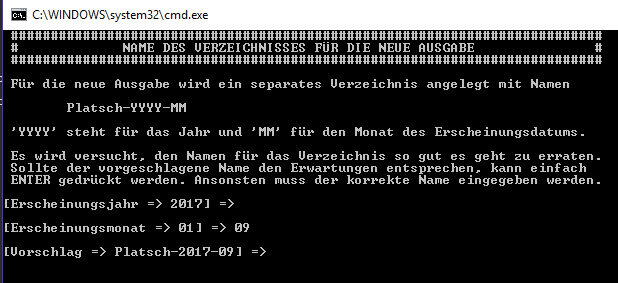 C:\WINDOWS\system32\cmd.exe
##########################################################################
# NAME DES VERZEICHNISSES FÜR DIE NEUE AUSGABE #
##########################################################################
Für die neue Ausgabe wird ein separates Verzeichnis angelegt mit Namen
Platsch-YYYY-MM
'YYYY' steht für das Jahr und 'MM' für den Monat des Erscheinungsdatums.
Es wird versucht, den Namen für das Verzeichnis so gut es geht zu erraten.
Sollte der vorgeschlagene Name den Erwartungen entsprechen, kann einfach
ENTER gedrückt werden. Ansonsten muss der korrekte Name eingegeben werden.
[Erscheinungsjahr => 2017] =>
[Erscheinungsmonat => 01] => 09
[Vorschlag => Platsch-2017-09] =>